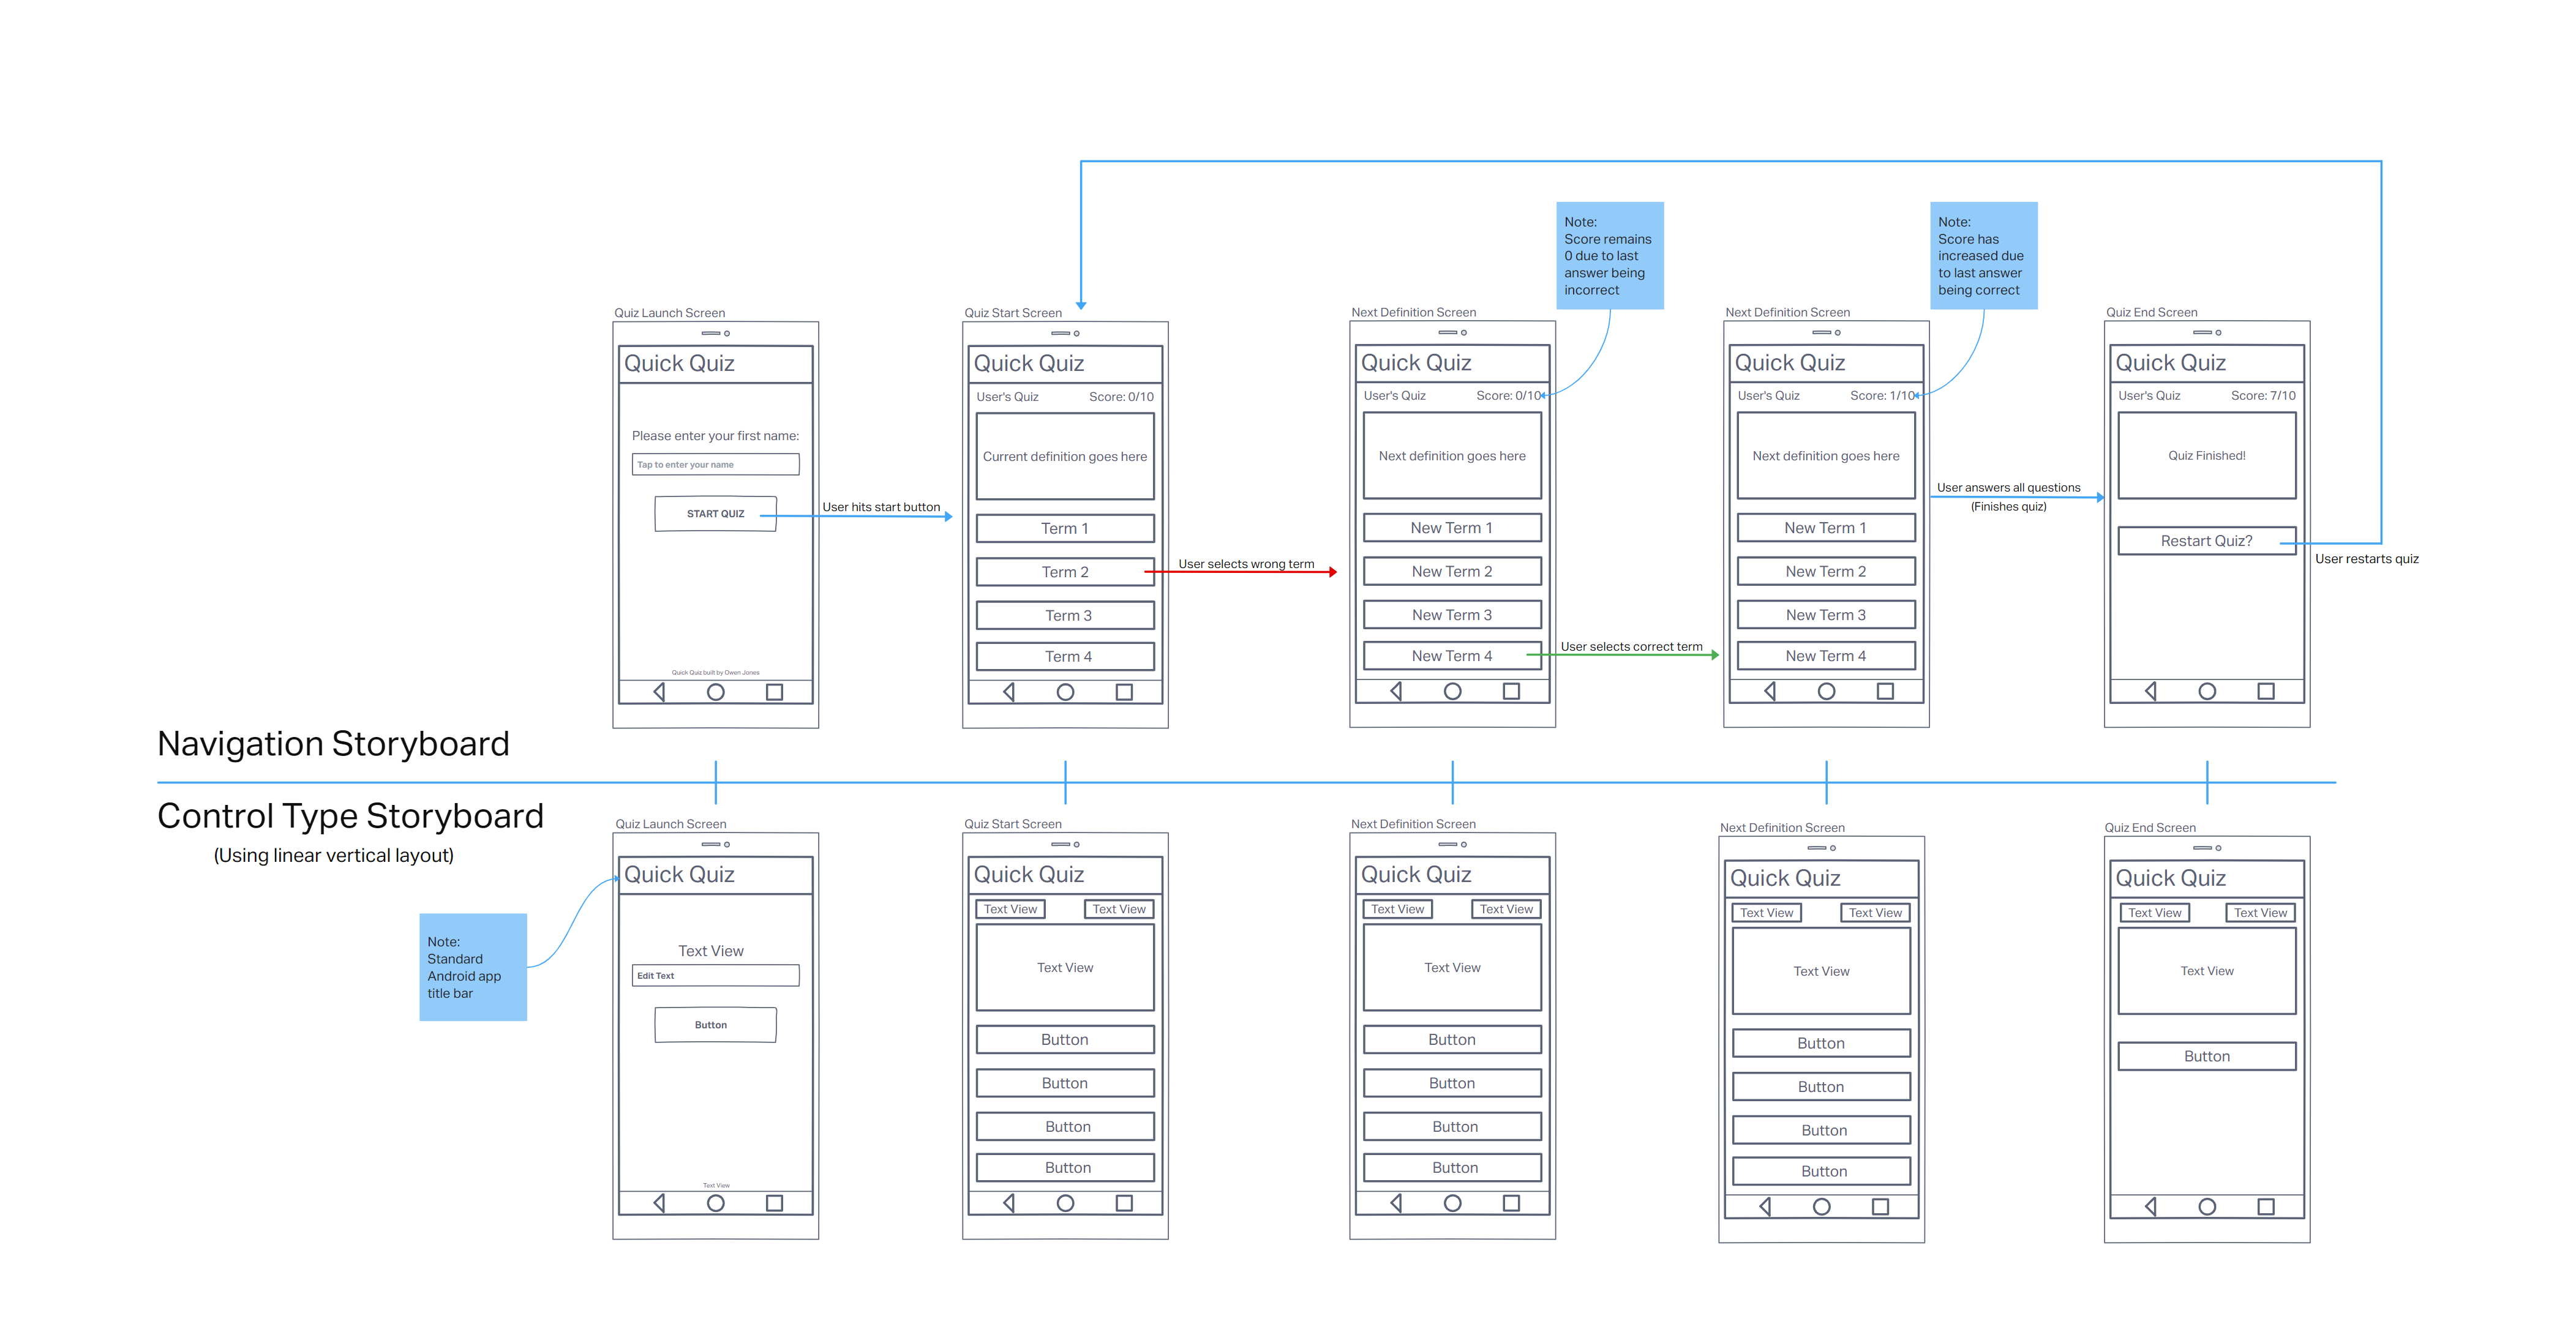 Note:
Score remains
0 due to last
answer being
incorrect
Note:
Score has
increased due
to last answer
being correct
Quiz Launch Screen
Quick Quiz
Please enter your first name:
Tap to enter your name
START QUIZ
Quick Quiz built by Owen Jones
User hits start button
Quiz Start Screen
Quick Quiz
User's Quiz Score: 0/10
Current definition goes here
Term 1
Term 2
Term 3
Term 4
User selects wrong term
Next Definition Screen
Quick Quiz
User's Quiz Score: 0/10
Next definition goes here
New Term 1
New Term 2
New Term 3
New Term 4
User selects correct term
Next Definition Screen
Quick Quiz
User's Quiz Score: 1/10
Next definition goes here
New Term 1
New Term 2
New Term 3
New Term 4
User answers all questions
(Finishes quiz)
Quiz End Screen
Quick Quiz
User's Quiz Score: 7/10
Quiz Finished!
Restart Quiz?
User restarts quiz
Navigation Storyboard
Control Type Storyboard
(Using linear vertical layout)
Note:
Standard
Android app
title bar
Quiz Launch Screen
Quick Quiz
Text View
Edit Text
Button
Text View
Quiz Start Screen
Quick Quiz
Text View Text View
Text View
Button
Button
Button
Button
Next Definition Screen
Quick Quiz
Text View Text View
Text View
Button
Button
Button
Button
Next Definition Screen
Quick Quiz
Text View Text View
Text View
Button
Button
Button
Button
Quiz End Screen
Quick Quiz
Text View Text View
Text View
Button